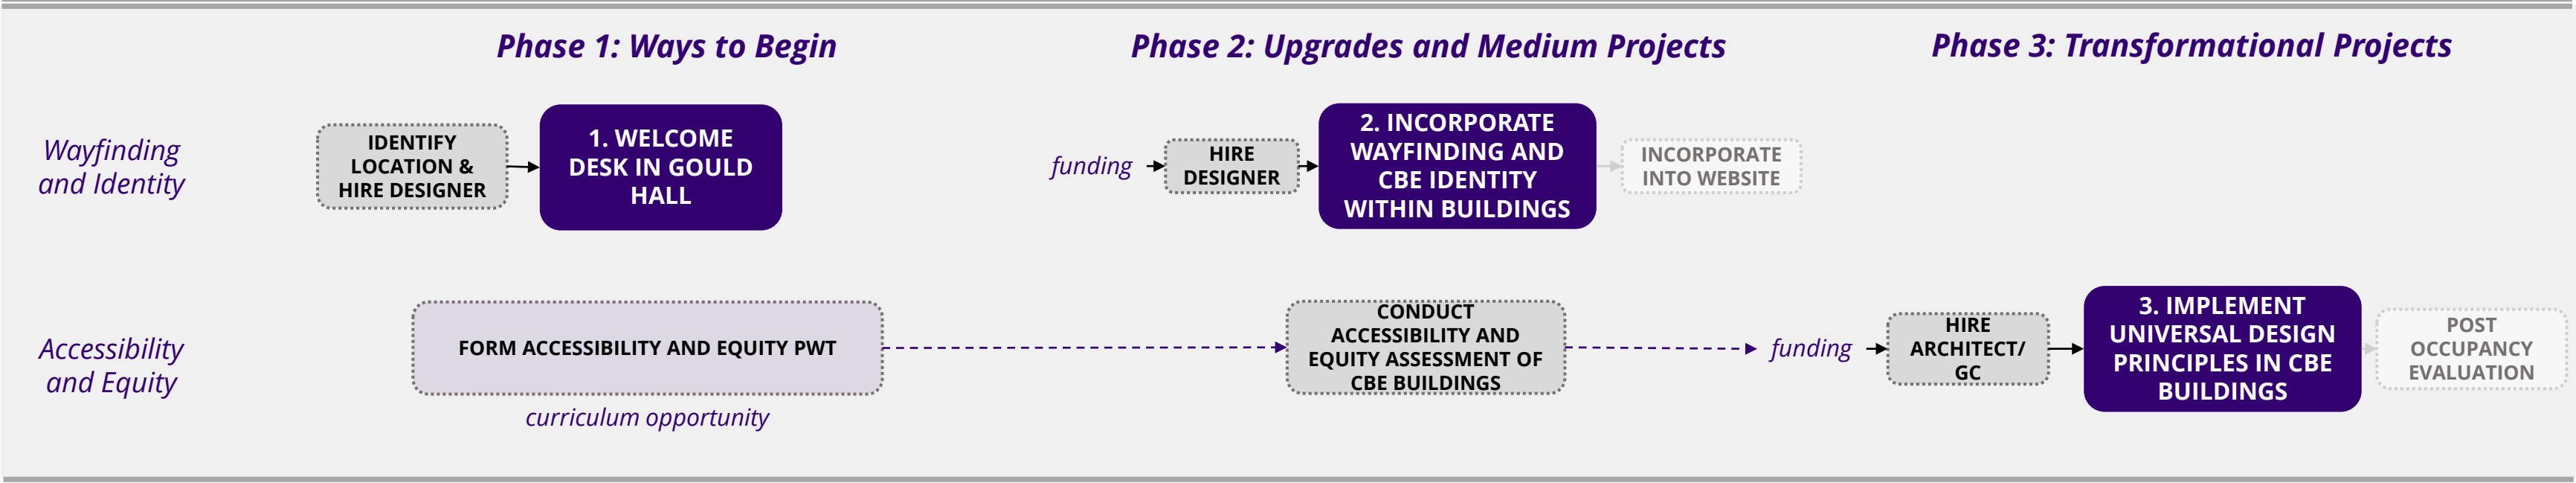 Phase 1: Ways to Begin
Phase 2: Upgrades and Medium Projects
Phase 3: Transformational Projects
Wayfinding
and Identity
IDENTIFY
LOCATION &
HIRE DESIGNER
1. WELCOME
DESK IN GOULD
HALL
funding
HIRE
DESIGNER
2. INCORPORATE
WAYFINDING AND
CBE IDENTITY
WITHIN BUILDINGS
INCORPORATE
INTO WEBSITE
Accessibility
and Equity
FORM ACCESSIBILITY AND EQUITY PWT
curriculum opportunity
CONDUCT
ACCESSIBILITY AND
EQUITY ASSESSMENT OF
CBE BUILDINGS
funding
HIRE
ARCHITECT/
GC
3. IMPLEMENT
UNIVERSAL DESIGN
PRINCIPLES IN CBE
BUILDINGS
POST
OCCUPANCY
EVALUATION